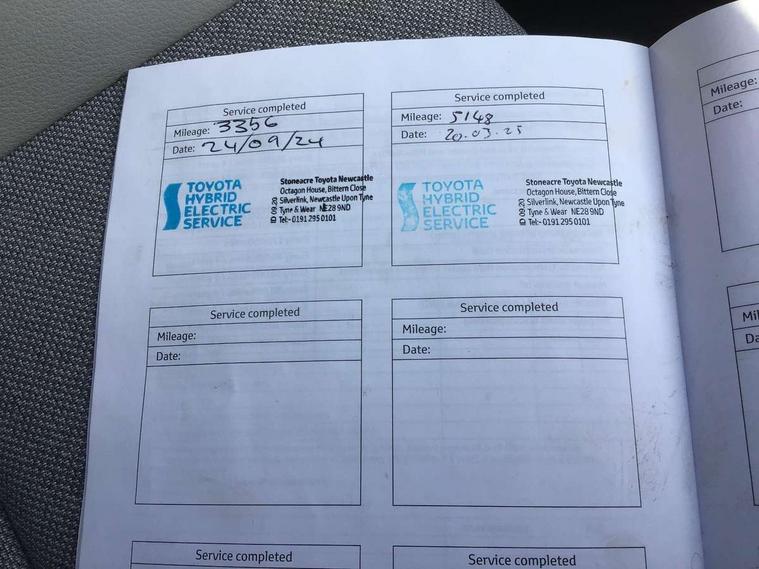 Service completed
Mileage: 3356
Date: 24/09/24
TOYOTA
HYBRID
ELECTRIC
SERVICE
Stoneacre Toyota Newcastle
Octagon House, Bittern Close
Silverlink, Newcastle Upon Tyne
Tyne & Wear NE28 9ND
Tel:- 0191 295 0101
Service completed
Mileage: 5148
Date: 20.03.25
TOYOTA
HYBRID
ELECTRIC
SERVICE
Stoneacre Toyota Newcastle
Octagon House, Bittern Close
Silverlink, Newcastle Upon Tyne
Tyne & Wear NE28 9ND
Tel:- 0191 295 0101
Mileage:
Date:
Service completed
Mileage:
Date:
Service completed
Mileage:
Date:
Mil
Da
Service completed
Service completed